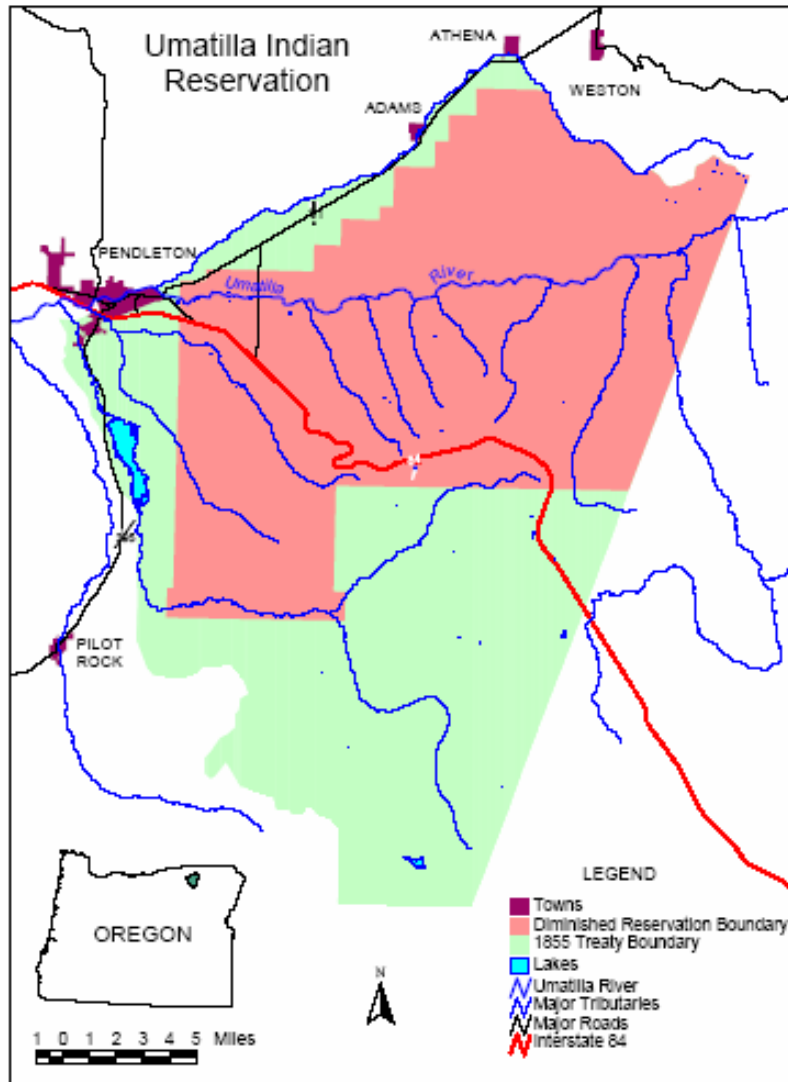 Umatilla Indian
Reservation
ATHENA
WESTON
ADAMS
PENDLETON
Umatilla River
PILOT
ROCK
OREGON
N
1 0 1 2 3 4 5 Miles
LEGEND
Towns
Diminished Reservation Boundary
1855 Treaty Boundary
Lakes
Umatilla River
Major Tributaries
Major Roads
Interstate 84